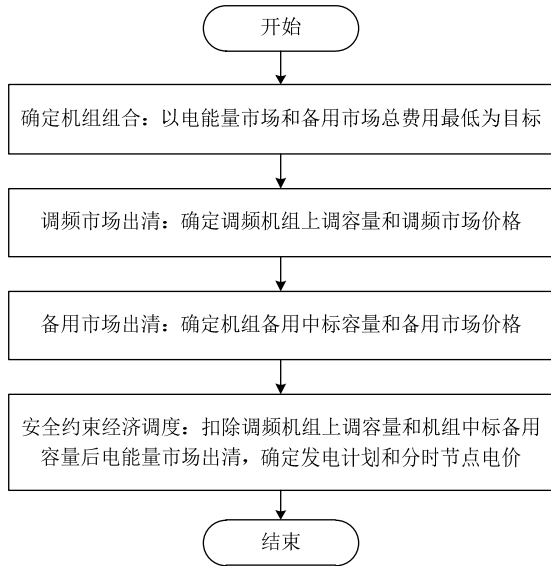 开始
确定机组组合：以电能量市场和备用市场总费用最低为目标
调频市场出清：确定调频机组上调容量和调频市场价格
备用市场出清：确定机组备用中标容量和备用市场价格
安全约束经济调度：扣除调频机组上调容量和机组中标备用
容量后电能量市场出清，确定发电计划和分时节点电价
结束